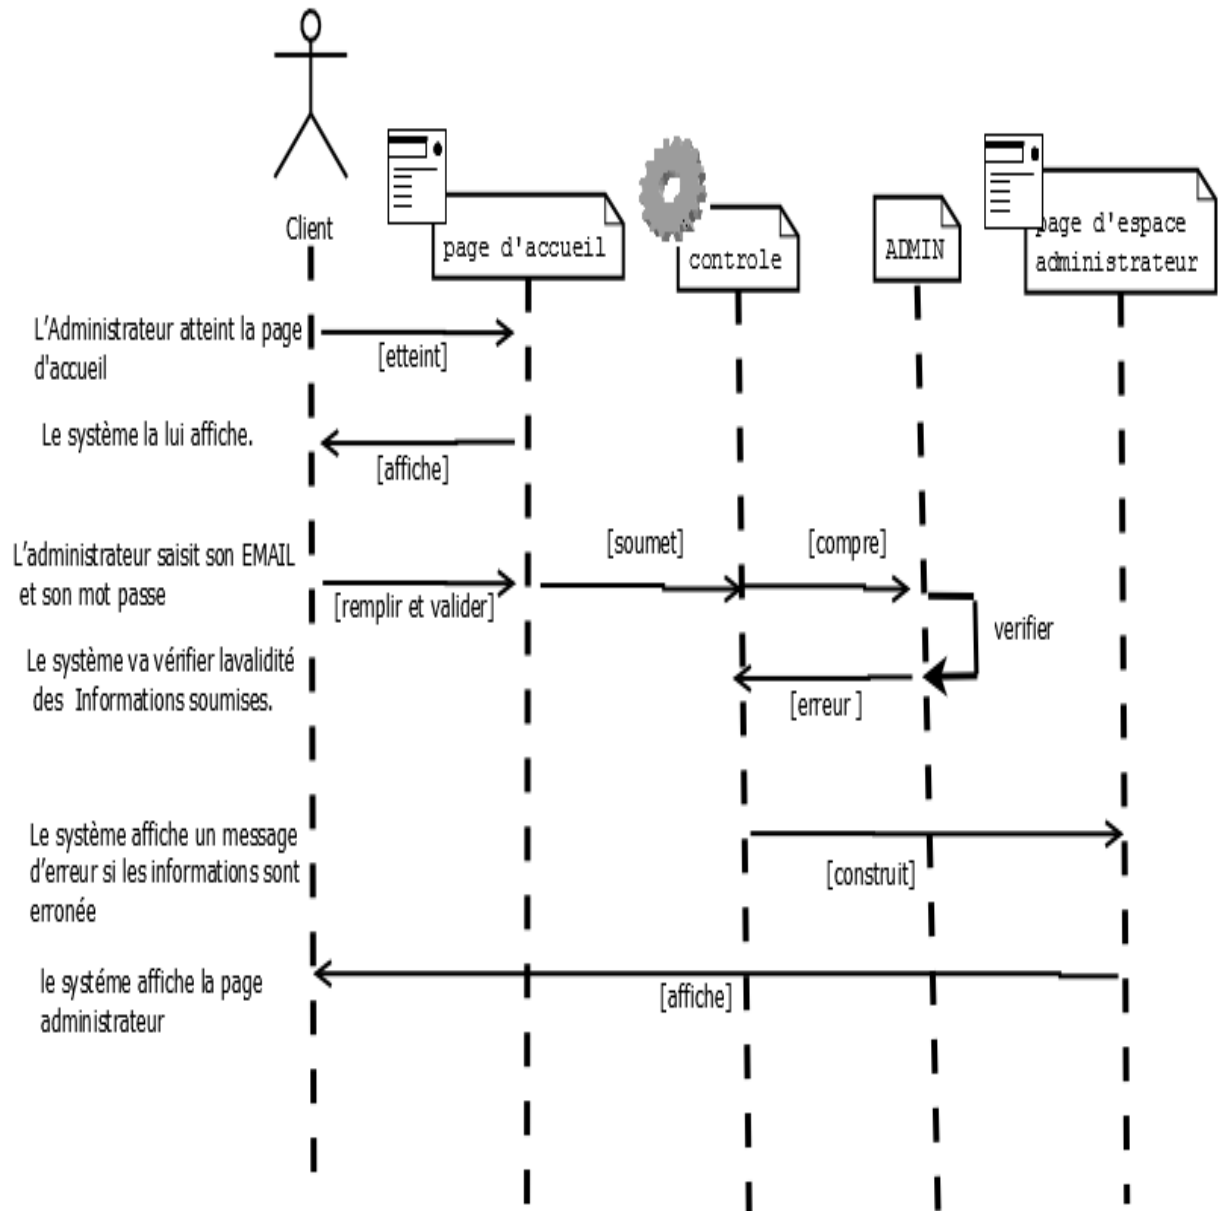 Client
page d'accueil
controle
ADMIN
page d'espace
administrateur
L'Administrateur atteint la page
d'accueil
[etteint]
Le système la lui affiche.
[affiche]
L'administrateur saisit son EMAIL
et son mot passe
[remplir et valider]
[soumet]
[compre]
verifier
Le système va vérifier lavalidité
des Informations soumises.
[erreur ]
Le système affiche un message
d'erreur si les informations sont
erronée
[construit]
le systéme affiche la page
administrateur
[affiche]